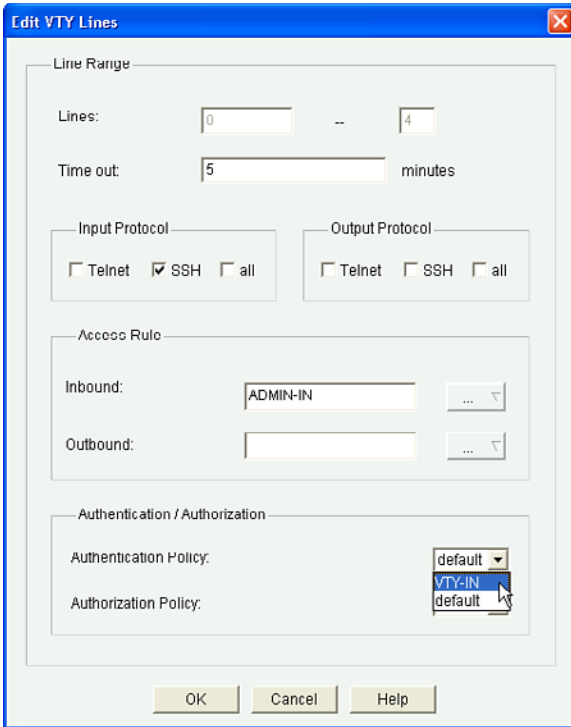 Edit VTY Lines
Line Range
Lines: 0 -- 4
Time out: 5 minutes
Input Protocol Output Protocol
Telnet SSH all Telnet SSH all
Access Rule
Inbound: ADMIN-IN ...
Outbound: ...
Authentication / Authorization
Authentication Policy: default
VTY-IN
default
Authorization Policy:
OK Cancel Help